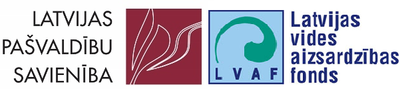 LATVIJAS
PAŠVALDĪBU
SAVIENĪBA
LVAF
Latvijas
vides
aizsardzības
fonds